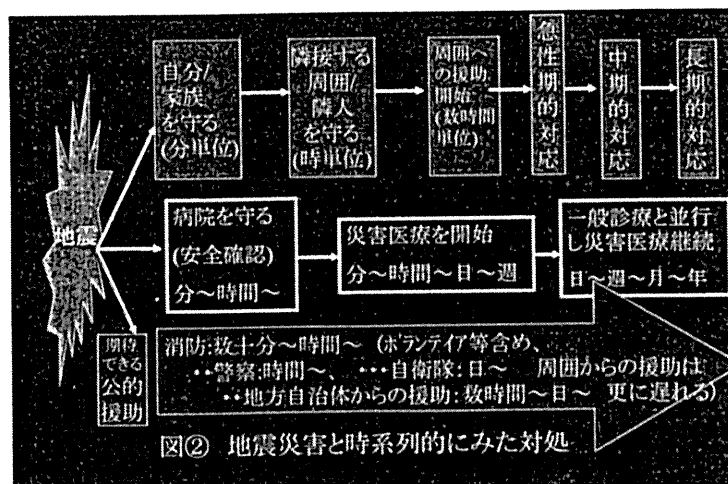 地震
自分/
家族
を守る
(分単位)
隣接する
周囲/
隣人
を守る
(時単位)
周囲へ
の援助
開始
(数時間
単位)
急性期的対応
中期的対応
長期的対応
病院を守る
(安全確認)
分～時間～
災害医療を開始
分～時間～日～週
一般診療と並行
し災害医療継続
日～週～月～年
期待
できる
公的
援助
消防:数十分～時間～ (ボランテイア等含め、
‥警察:時間～、 …自衛隊:日～ 周囲からの援助は
‥地方自治体からの援助:数時間～日～ 更に遅れる)
図② 地震災害と時系列的にみた対処